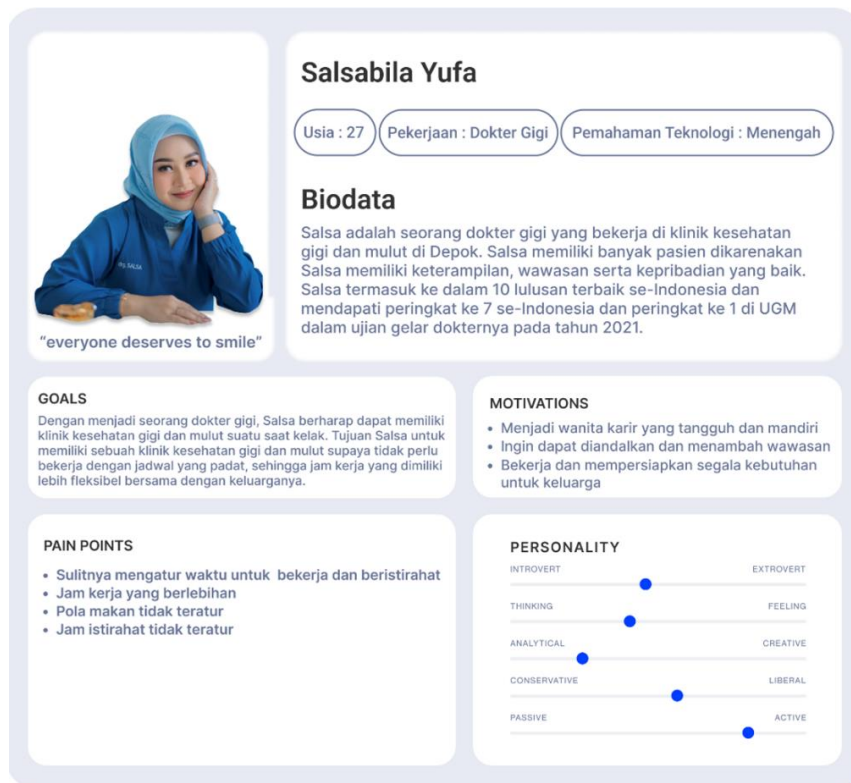 Salsabila Yufa
Usia : 27
Pekerjaan : Dokter Gigi
Pemahaman Teknologi : Menengah
Biodata
Salsa adalah seorang dokter gigi yang bekerja di klinik kesehatan
gigi dan mulut di Depok. Salsa memiliki banyak pasien dikarenakan
Salsa memiliki keterampilan, wawasan serta kepribadian yang baik.
Salsa termasuk ke dalam 10 lulusan terbaik se-Indonesia dan
mendapati peringkat ke 7 se-Indonesia dan peringkat ke 1 di UGM
dalam ujian gelar dokternya pada tahun 2021.
SALSA
“everyone deserves to smile”
GOALS
Dengan menjadi seorang dokter gigi, Salsa berharap dapat memiliki
klinik kesehatan gigi dan mulut suatu saat kelak. Tujuan Salsa untuk
memiliki sebuah klinik kesehatan gigi dan mulut supaya tidak perlu
bekerja dengan jadwal yang padat, sehingga jam kerja yang dimiliki
lebih fleksibel bersama dengan keluarganya.
MOTIVATIONS
• Menjadi wanita karir yang tangguh dan mandiri
• Ingin dapat diandalkan dan menambah wawasan
• Bekerja dan mempersiapkan segala kebutuhan
untuk keluarga
PAIN POINTS
• Sulitnya mengatur waktu untuk bekerja dan beristirahat
• Jam kerja yang berlebihan
• Pola makan tidak teratur
• Jam istirahat tidak teratur
PERSONALITY
INTROVERT EXTROVERT
THINKING FEELING
ANALYTICAL CREATIVE
CONSERVATIVE LIBERAL
PASSIVE ACTIVE